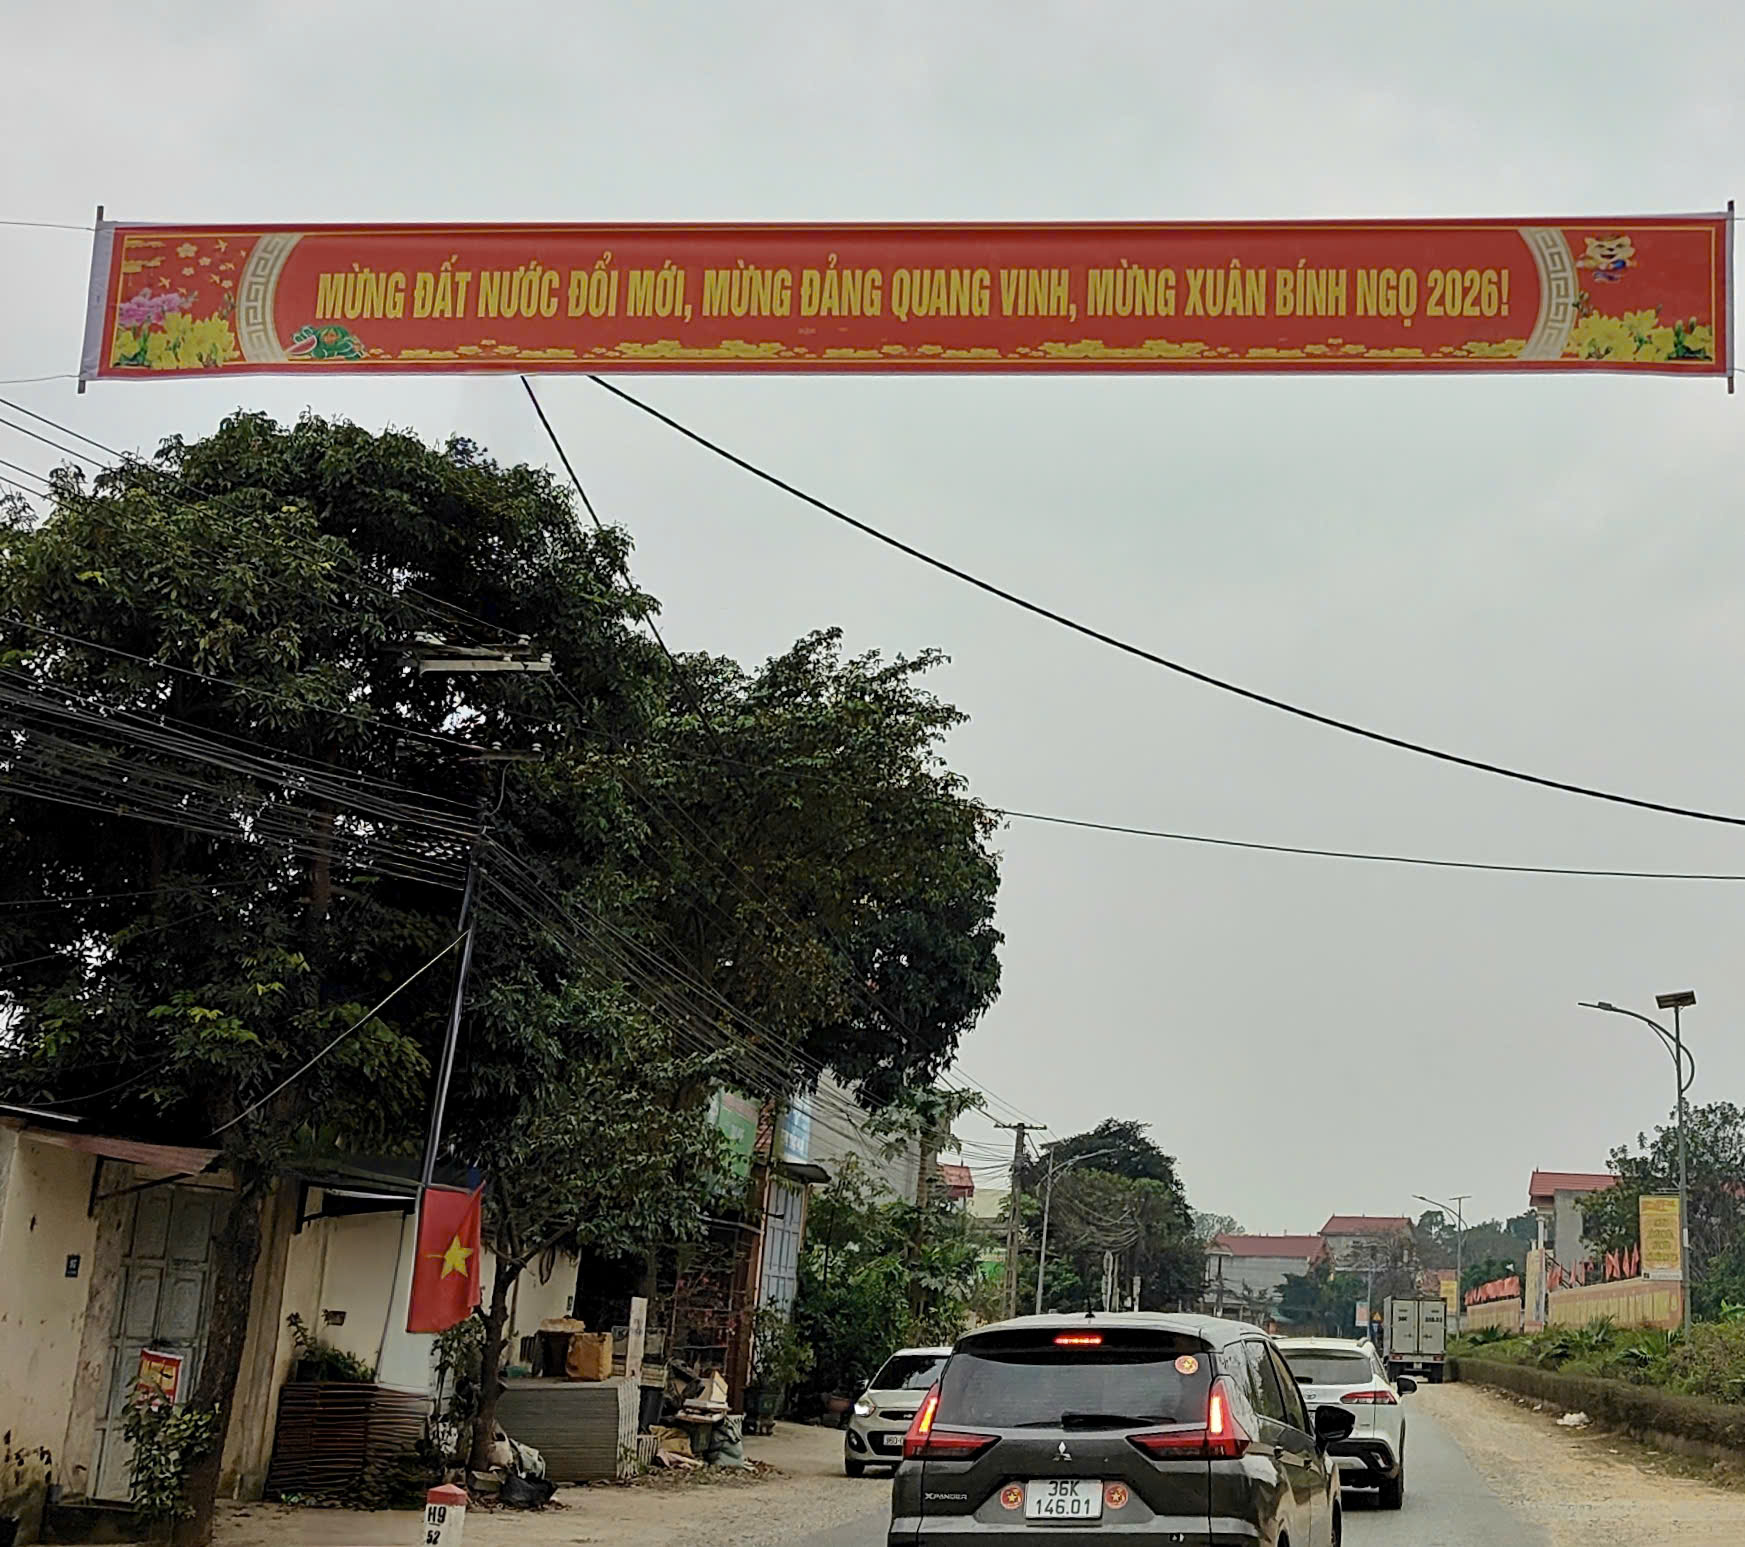 MỪNG ĐẤT NƯỚC ĐỔI MỚI, MỪNG ĐẢNG QUANG VINH, MỪNG XUÂN BÍNH NGỌ 2026!
XPANDER
36K
146.01
H9
52